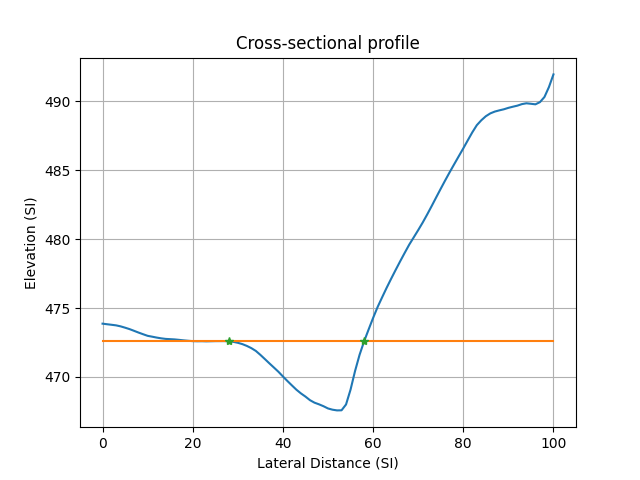 Cross-sectional profile
Elevation (SI)
490
485
480
475
470
0 20 40 60 80 100
Lateral Distance (SI)